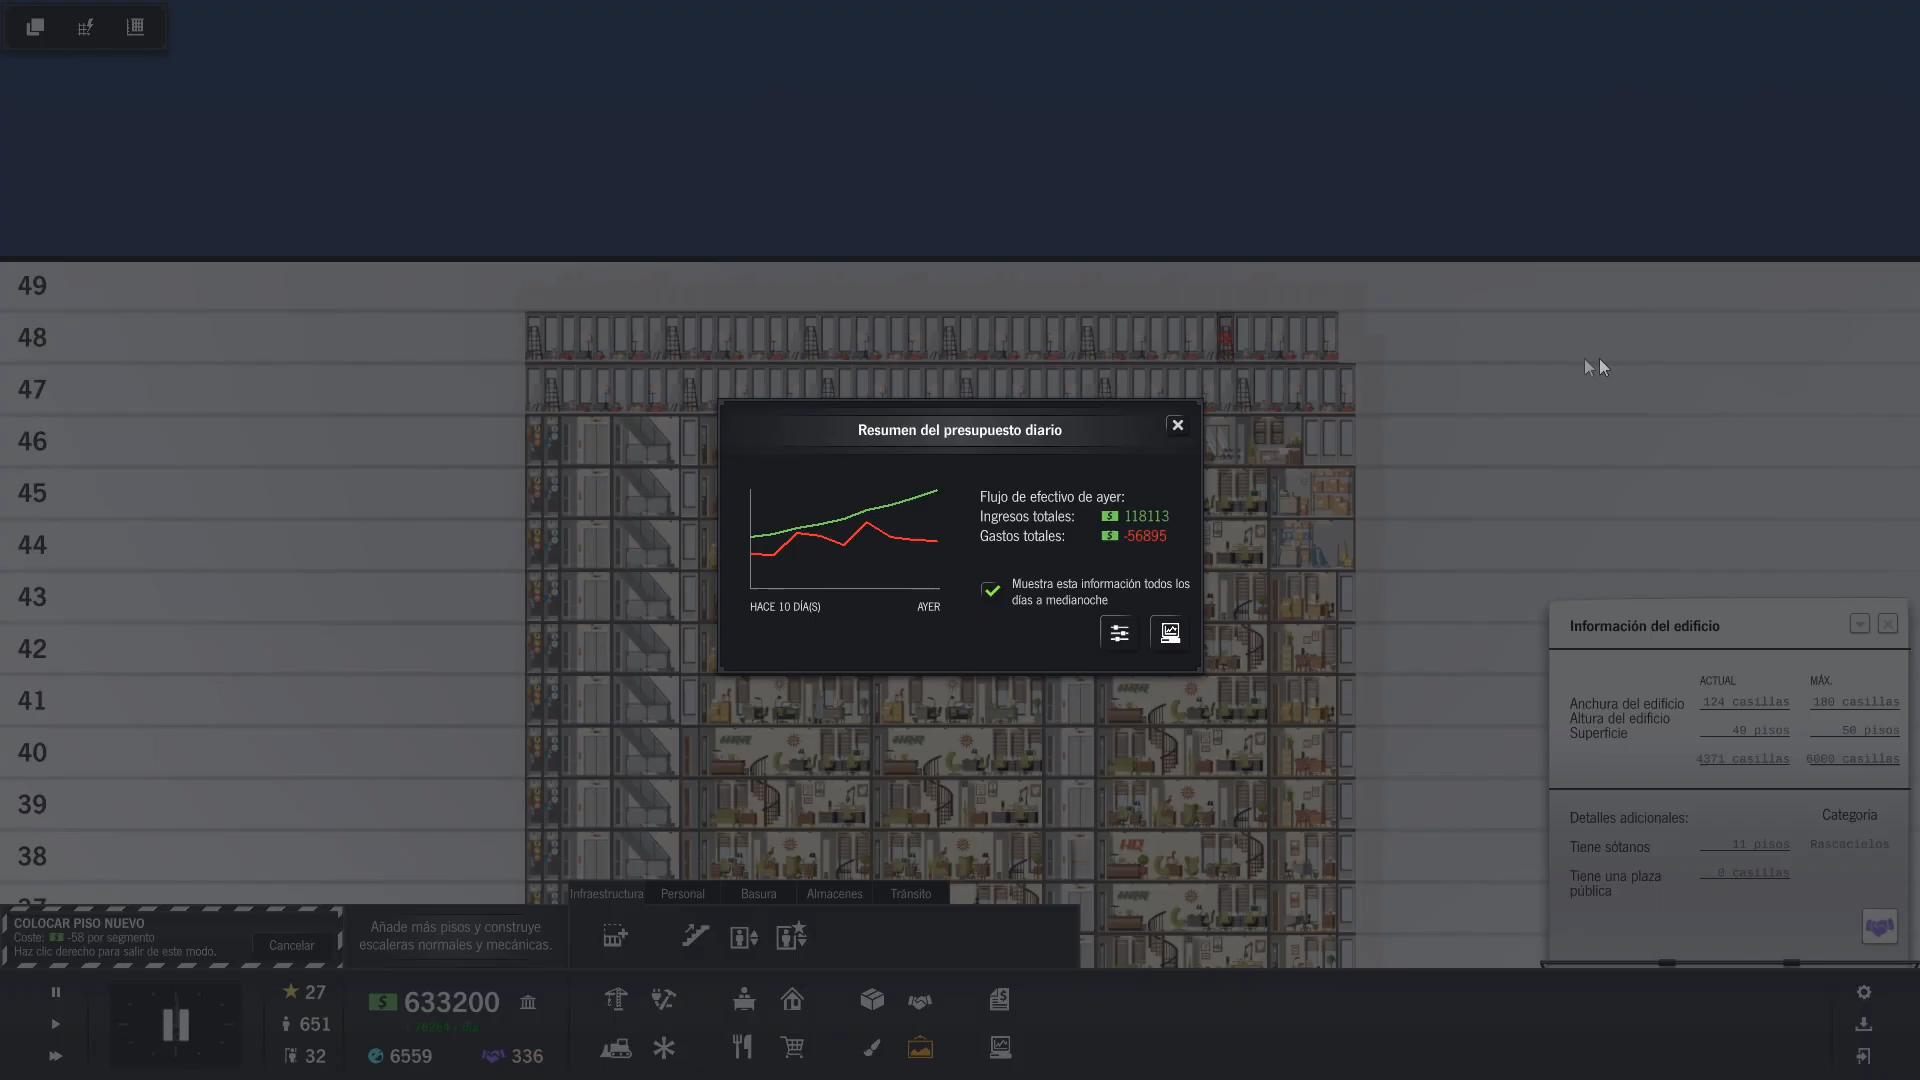 49
48
47
46
45
44
43
42
41
40
39
38
Resumen del presupuesto diario
Flujo de efectivo de ayer:
Ingresos totales: 118113
Gastos totales: -56895
Muestra esta información todos los
días a medianoche
HACE 10 DÍA(S) AYER
Información del edificio
ACTUAL MÁX.
Anchura del edificio 124 casillas 180 casillas
Altura del edificio 49 pisos 50 pisos
Superficie 4371 casillas 6000 casillas
Detalles adicionales: Categoría
Tiene sótanos 11 pisos Rascacielos
Tiene una plaza
pública 0 casillas
HQ
Infraestructura Personal Basura Almacenes Tránsito
COLOCAR PISO NUEVO
Coste: -58 por segmento
Haz clic derecho para salir de este modo.
Cancelar
Añade más pisos y construye
escaleras normales y mecánicas.
27
651
32
633200
6559 336